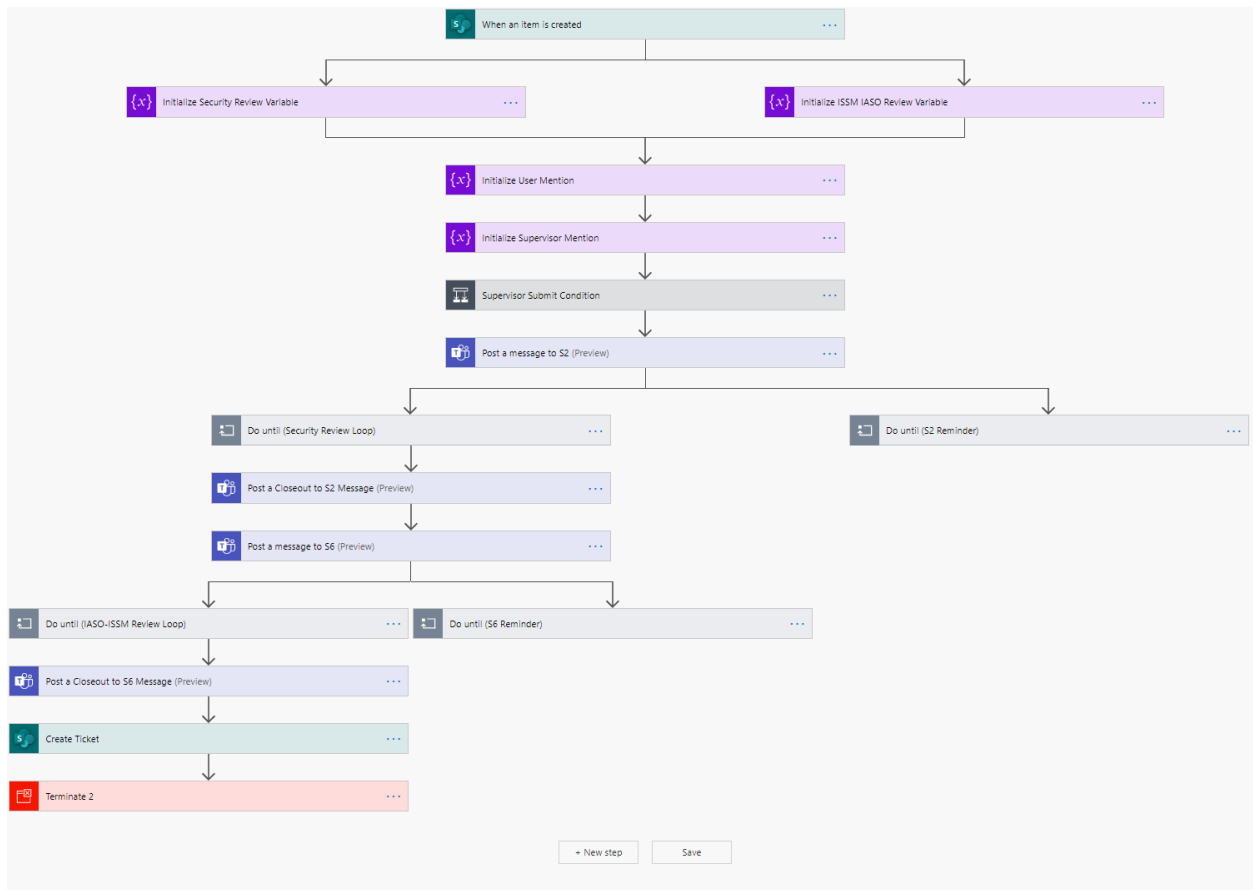 When an item is created
Initialize Security Review Variable
Initialize ISSM IASO Review Variable
Initialize User Mention
Initialize Supervisor Mention
Supervisor Submit Condition
Post a message to S2 (Preview)
Do until (Security Review Loop)
Do until (S2 Reminder)
Post a Closeout to S2 Message (Preview)
Post a message to S6 (Preview)
Do until (IASO-ISSM Review Loop)
Do until (S6 Reminder)
Post a Closeout to S6 Message (Preview)
Create Ticket
Terminate 2
+ New step
Save